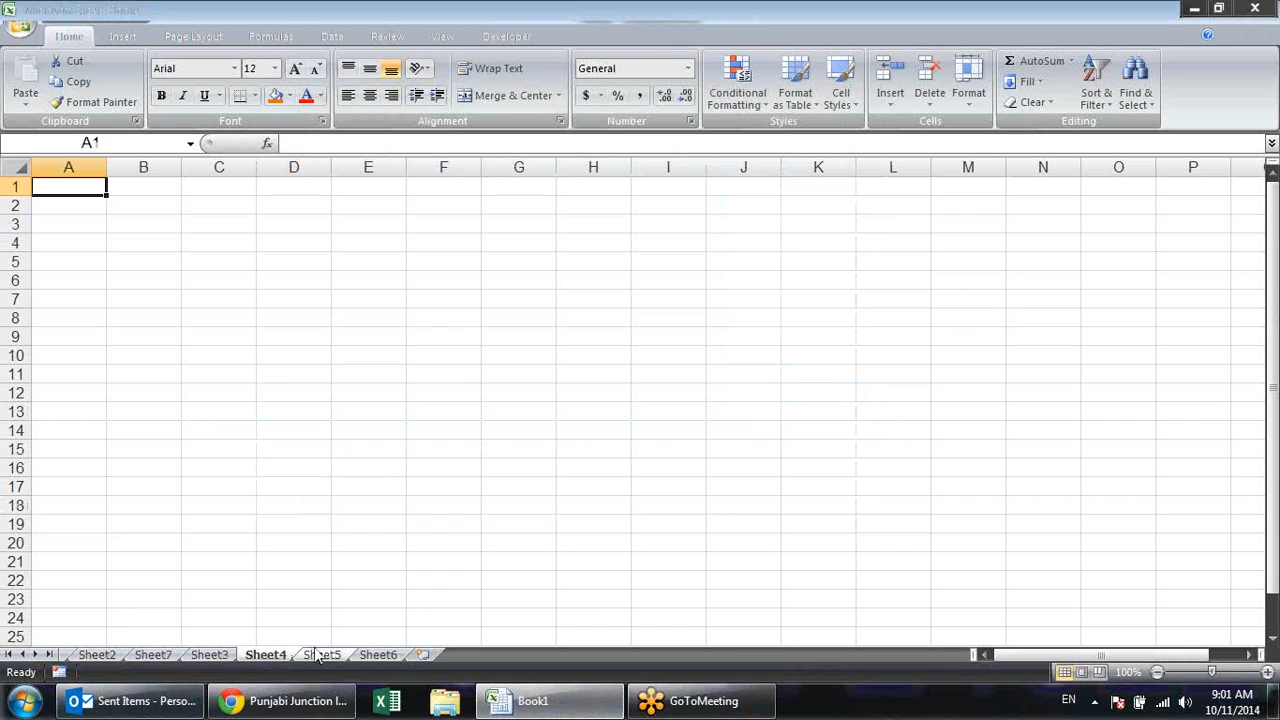 Home Insert Page Layout Formulas Data Review View Developer
Paste Cut Arial 12 Wrap Text General Conditional Formatting Format as Table Cell Styles Insert Delete Format AutoSum Sort & Filter Find & Select
Copy Fill
Format Painter B I U A Merge & Center $ % , Clear
Clipboard Font Alignment Number Styles Cells Editing
A1 fx
A B C D E F G H I J K L M N O P
1
2
3
4
5
6
7
8
9
10
11
12
13
14
15
16
17
18
19
20
21
22
23
24
25
Sheet2 Sheet7 Sheet3 Sheet4 Sheet5 Sheet6
Ready 100%
Sent Items - Perso... Punjabi Junction I... Book1 GoToMeeting EN 9:01 AM
10/11/2014